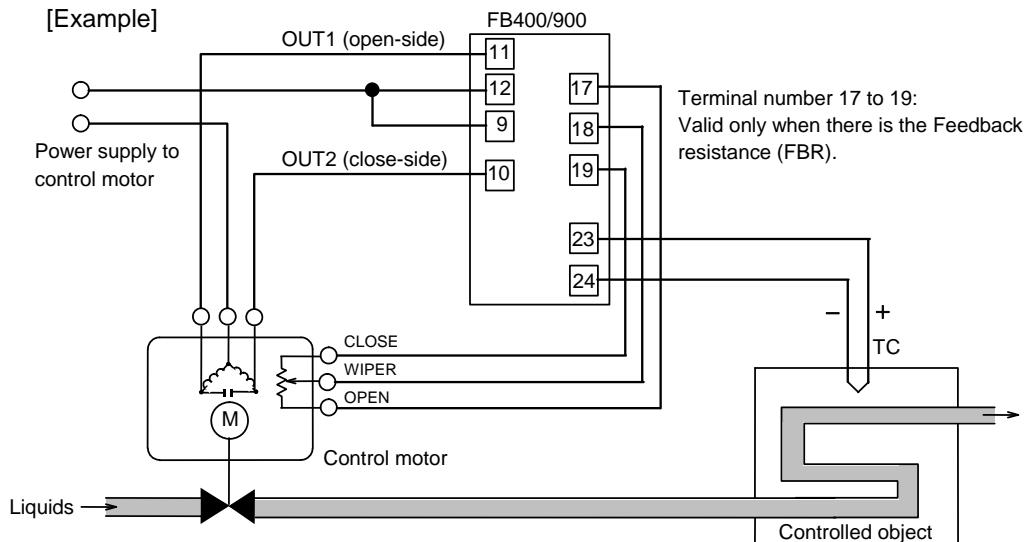 [Example]
FB400/900
OUT1 (open-side)
11
12
9
10
17
18
19
23
24
Terminal number 17 to 19:
Valid only when there is the Feedback
resistance (FBR).
Power supply to
control motor
OUT2 (close-side)
– +
TC
CLOSE
WIPER
OPEN
M
Control motor
Liquids
Controlled object